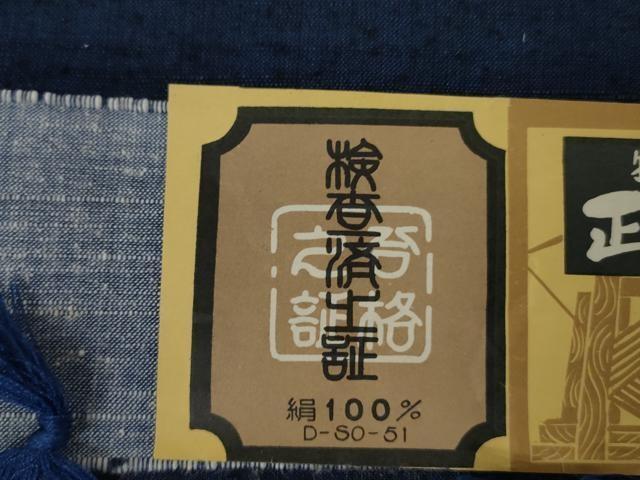 検査済之証
合格
之証
絹100%
D-SO-51
正